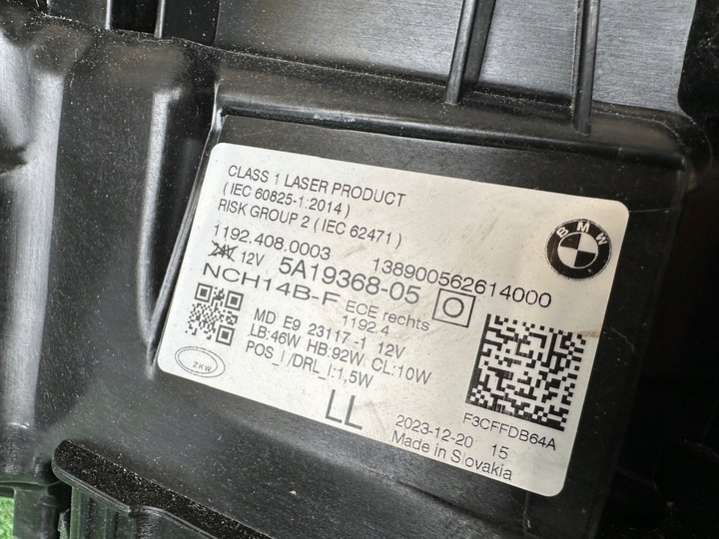 CLASS 1 LASER PRODUCT
(IEC 60825-1:2014)
RISK GROUP 2 (IEC 62471)
BMW
1192.408.0003
138900562614000
24V 12V 5A19368-05
NCH14B-F ECE rechts
1192.4
MD E9 23117-1 12V
LB:46W HB:92W CL:10W
POS_I/DRL_I:1,5W
ZKW
LL
F3CFFDB64A
2023-12-20 15
Made in Slovakia